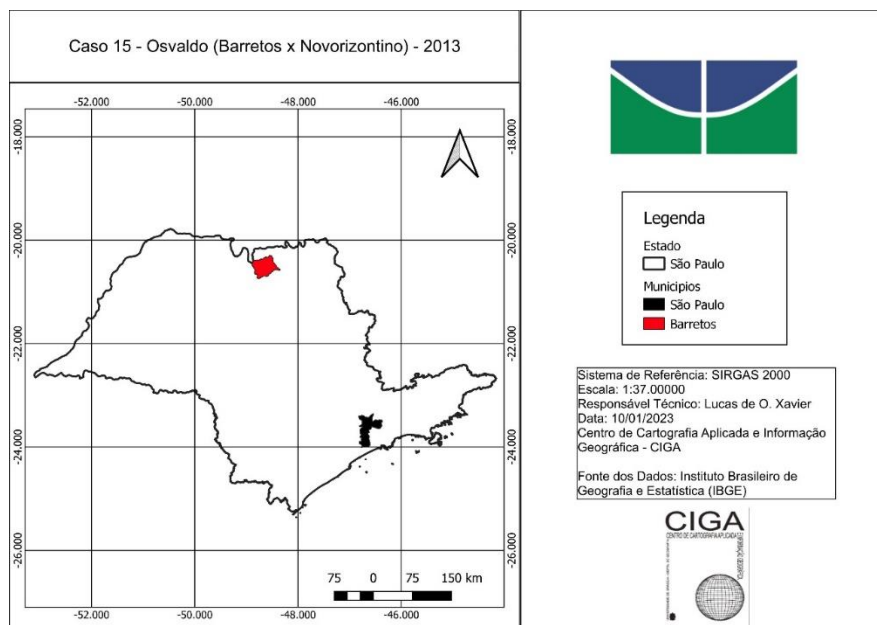 Caso 15 - Osvaldo (Barretos x Novorizontino) - 2013
-52.000 -50.000 -48.000 -46.000
-18.000 -18.000
-20.000 -20.000
-22.000 -22.000
-24.000 -24.000
-26.000 -26.000
75 0 75 150 km
-52.000 -50.000 -48.000 -46.000
Legenda
Estado
São Paulo
Municipios
São Paulo
Barretos
Sistema de Referência: SIRGAS 2000
Escala: 1:37.00000
Responsável Técnico: Lucas de O. Xavier
Data: 10/01/2023
Centro de Cartografia Aplicada e Informação
Geográfica - CIGA
Fonte dos Dados: Instituto Brasileiro de
Geografia e Estatística (IBGE)
CIGA
CENTRO DE CARTOGRAFIA APLICADA